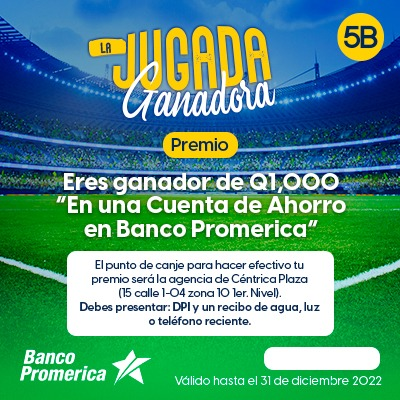 5B
LA
JUGADA
Ganadora
Premio
Eres ganador de Q1,000
"En una Cuenta de Ahorro
en Banco Promerica"
El punto de canje para hacer efectivo tu
premio será la agencia de Céntrica Plaza
(15 calle 1-04 zona 10 1er. Nivel).
Debes presentar: DPI y un recibo de agua, luz
o teléfono reciente.
Banco
Promerica
Válido hasta el 31 de diciembre 2022